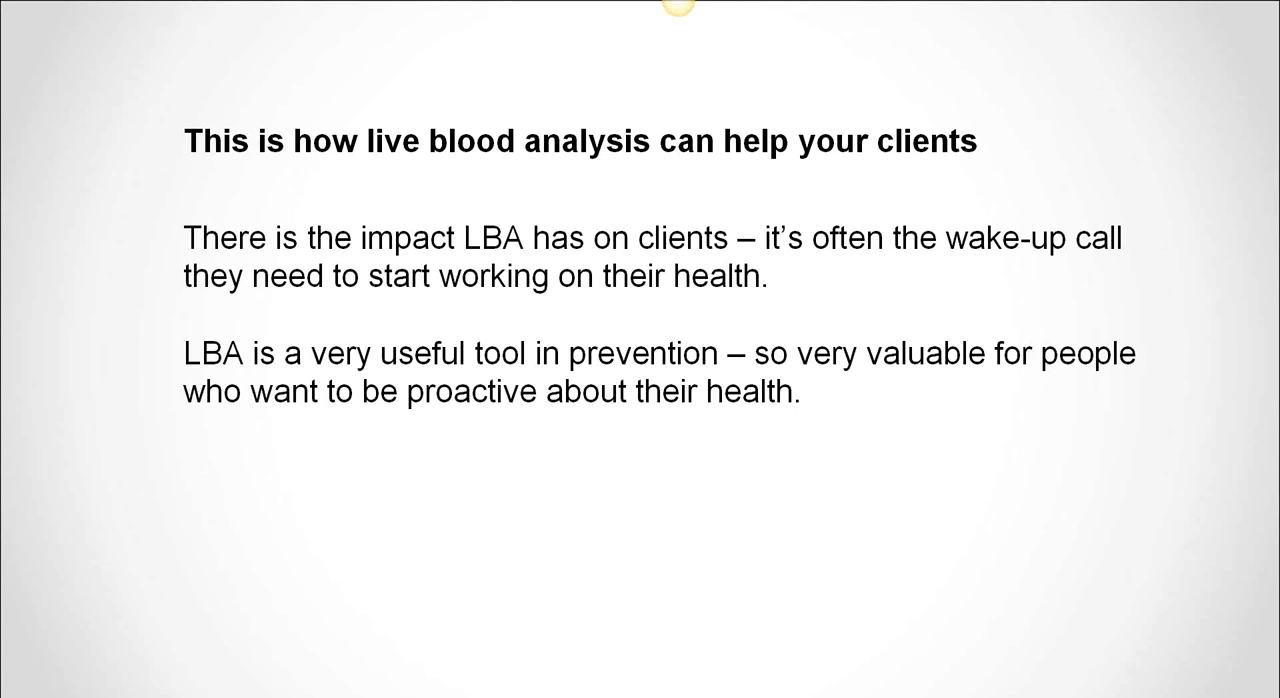 This is how live blood analysis can help your clients
There is the impact LBA has on clients – it’s often the wake-up call
they need to start working on their health.
LBA is a very useful tool in prevention – so very valuable for people
who want to be proactive about their health.